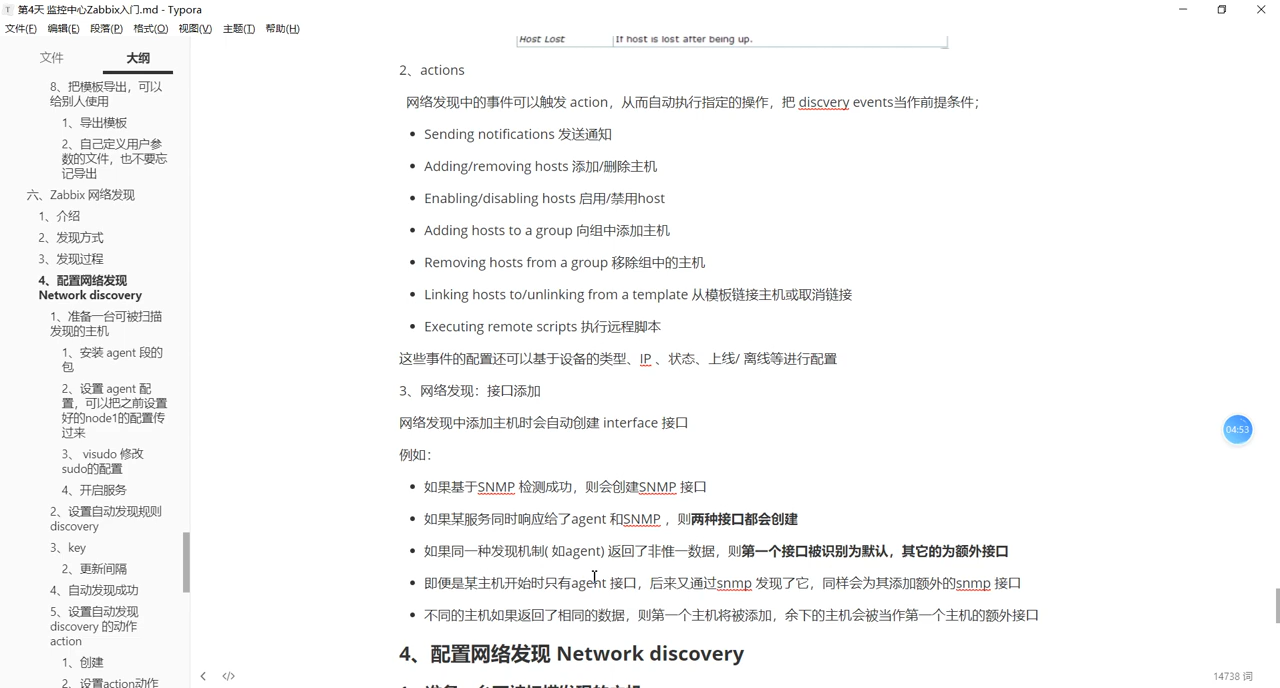 第4天 监控中心Zabbix入门.md - Typora
文件(F) 编辑(E) 段落(P) 格式(O) 视图(V) 主题(T) 帮助(H)
文件 大纲
8、把模板导出，可以
给别人使用
1、导出模板
2、自己定义用户参
数的文件，也不要忘
记导出
六、Zabbix 网络发现
1、介绍
2、发现方式
3、发现过程
4、配置网络发现
Network discovery
1、准备一台可被扫描
发现的主机
1、安装 agent 段的
包
2、设置 agent 配
置，可以把之前设置
好的node1的配置传
过来
3、 visudo 修改
sudo的配置
4、开启服务
2、设置自动发现规则
discovery
3、key
2、更新间隔
4、自动发现成功
5、设置自动发现
discovery 的动作
action
1、创建
2、设置action动作
Host Lost If host is lost after being up.
2、actions
网络发现中的事件可以触发 action，从而自动执行指定的操作，把 discvery events当作前提条件；
Sending notifications 发送通知
Adding/removing hosts 添加/删除主机
Enabling/disabling hosts 启用/禁用host
Adding hosts to a group 向组中添加主机
Removing hosts from a group 移除组中的主机
Linking hosts to/unlinking from a template 从模板链接主机或取消链接
Executing remote scripts 执行远程脚本
这些事件的配置还可以基于设备的类型、IP 、状态、上线/ 离线等进行配置
3、网络发现：接口添加
网络发现中添加主机时会自动创建 interface 接口
例如：
如果基于SNMP 检测成功，则会创建SNMP 接口
如果某服务同时响应给了agent 和SNMP ，则两种接口都会创建
如果同一种发现机制( 如agent) 返回了非惟一数据，则第一个接口被识别为默认，其它的为额外接口
即便是某主机开始时只有agent 接口，后来又通过snmp 发现了它，同样会为其添加额外的snmp 接口
不同的主机如果返回了相同的数据，则第一个主机将被添加，余下的主机会被当作第一个主机的额外接口
4、配置网络发现 Network discovery
1、准备一台可被扫描发现的主机
04:53
14738 词